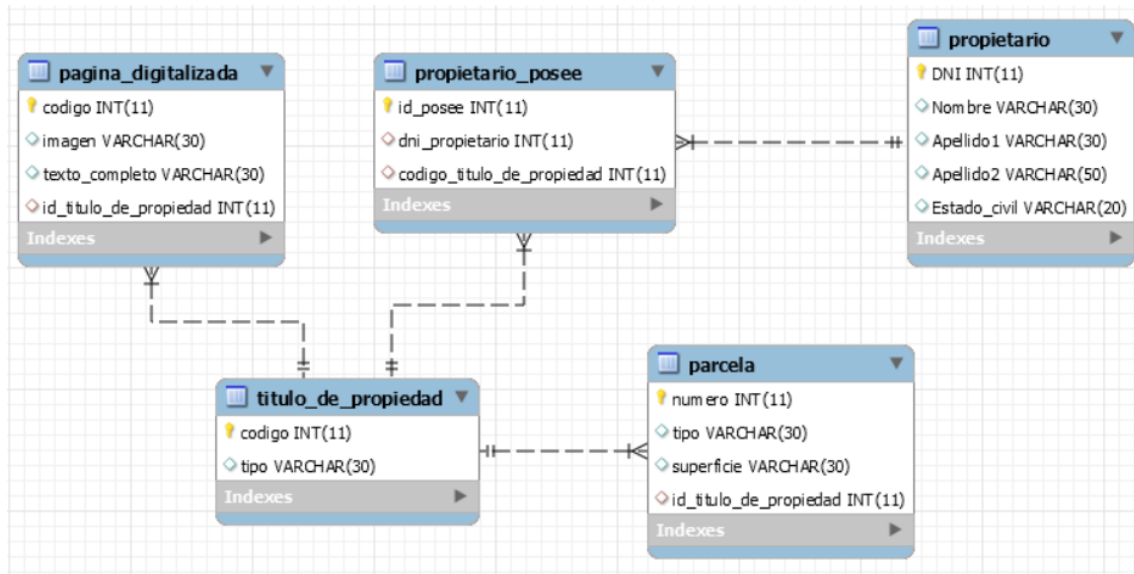 pagina_digitalizada
codigo INT(11)
imagen VARCHAR(30)
texto_completo VARCHAR(30)
id_titulo_de_propiedad INT(11)
Indexes
propietario_posee
id_posee INT(11)
dni_propietario INT(11)
codigo_titulo_de_propiedad INT(11)
Indexes
propietario
DNI INT(11)
Nombre VARCHAR(30)
Apellido1 VARCHAR(30)
Apellido2 VARCHAR(50)
Estado_civil VARCHAR(20)
Indexes
titulo_de_propiedad
codigo INT(11)
tipo VARCHAR(30)
Indexes
parcela
numero INT(11)
tipo VARCHAR(30)
superficie VARCHAR(30)
id_titulo_de_propiedad INT(11)
Indexes